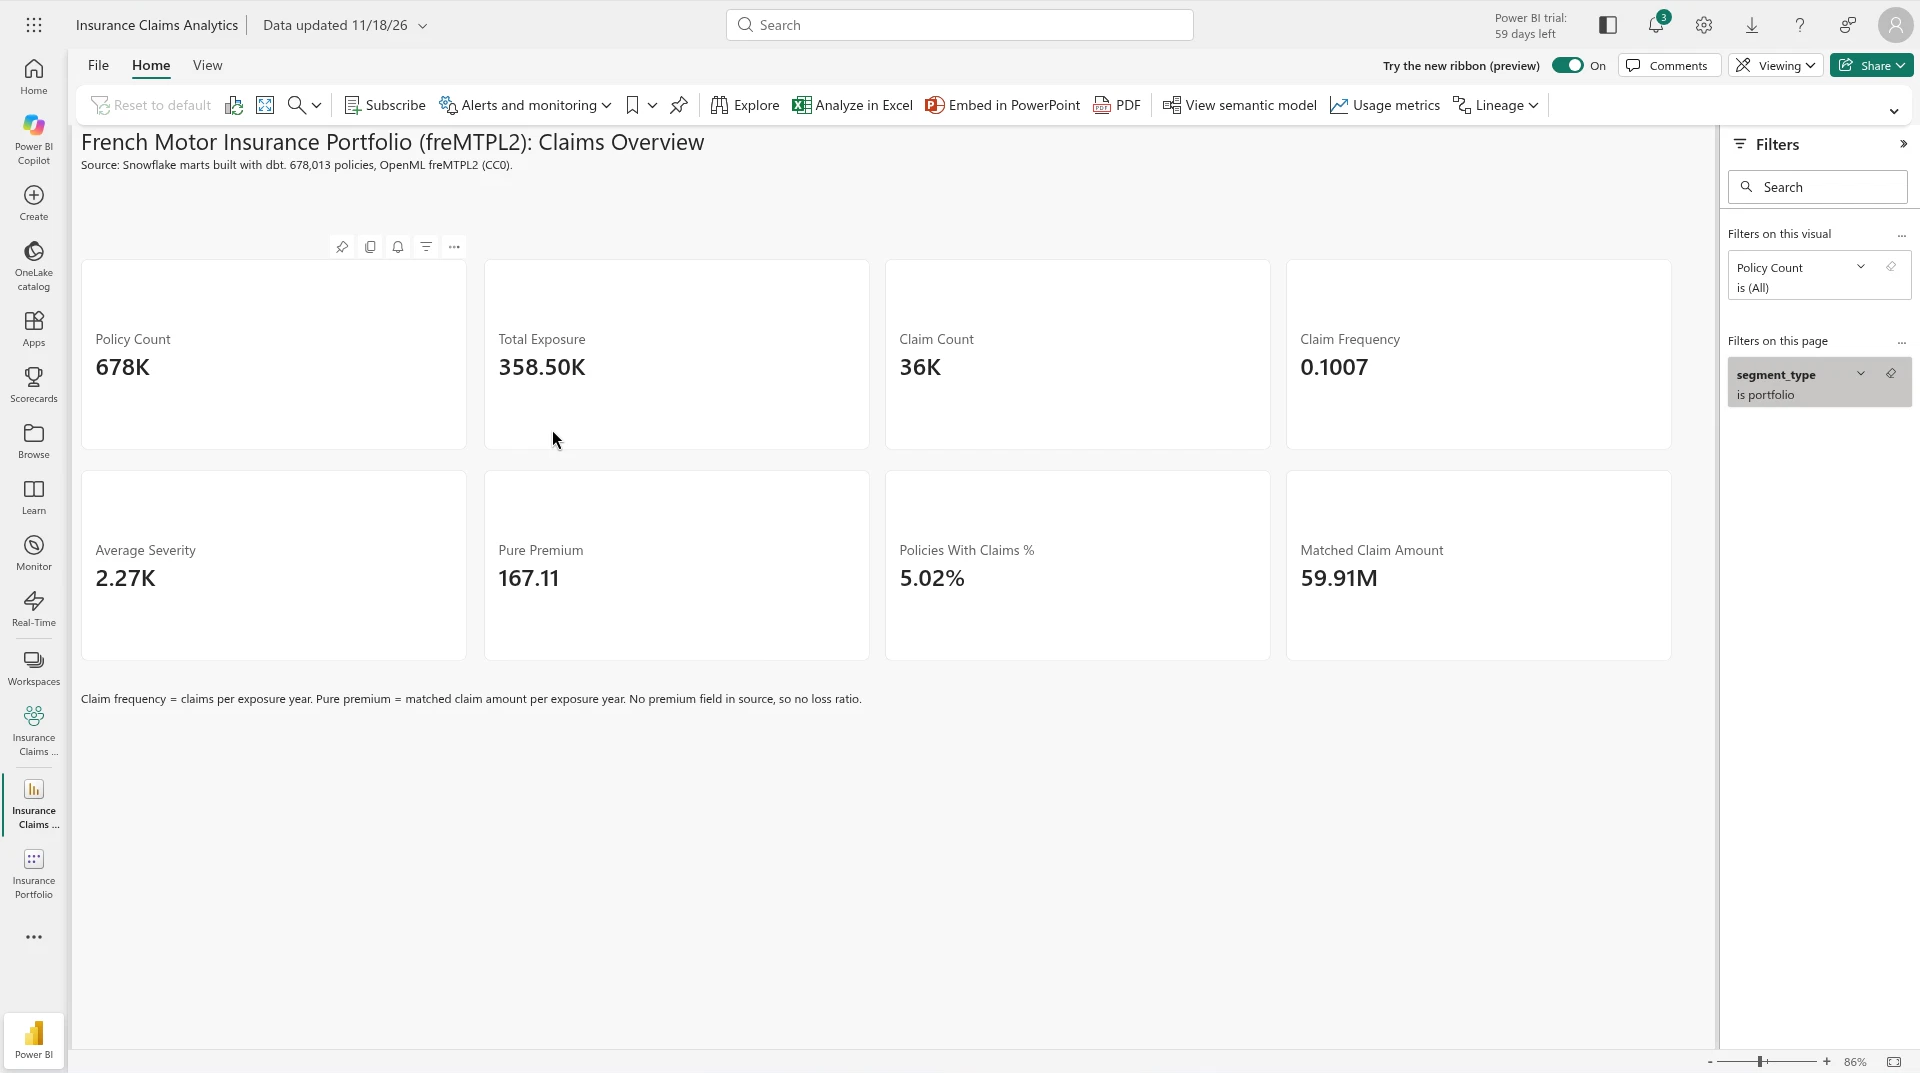 Insurance Claims Analytics
Data updated 11/18/26
Search
Power BI trial:
59 days left
3
File
Home
View
Try the new ribbon (preview)
On
Comments
Viewing
Share
Reset to default
Subscribe
Alerts and monitoring
Explore
Analyze in Excel
Embed in PowerPoint
PDF
View semantic model
Usage metrics
Lineage
Home
Power BI
Copilot
Create
OneLake
catalog
Apps
Scorecards
Browse
Learn
Monitor
Real-Time
Workspaces
Insurance
Claims ...
Insurance
Claims ...
Insurance
Portfolio
Power BI
French Motor Insurance Portfolio (freMTPL2): Claims Overview
Source: Snowflake marts built with dbt. 678,013 policies, OpenML freMTPL2 (CC0).
Policy Count
678K
Total Exposure
358.50K
Claim Count
36K
Claim Frequency
0.1007
Average Severity
2.27K
Pure Premium
167.11
Policies With Claims %
5.02%
Matched Claim Amount
59.91M
Claim frequency = claims per exposure year. Pure premium = matched claim amount per exposure year. No premium field in source, so no loss ratio.
Filters
Search
Filters on this visual
Policy Count
is (All)
Filters on this page
segment_type
is portfolio
- + 86%